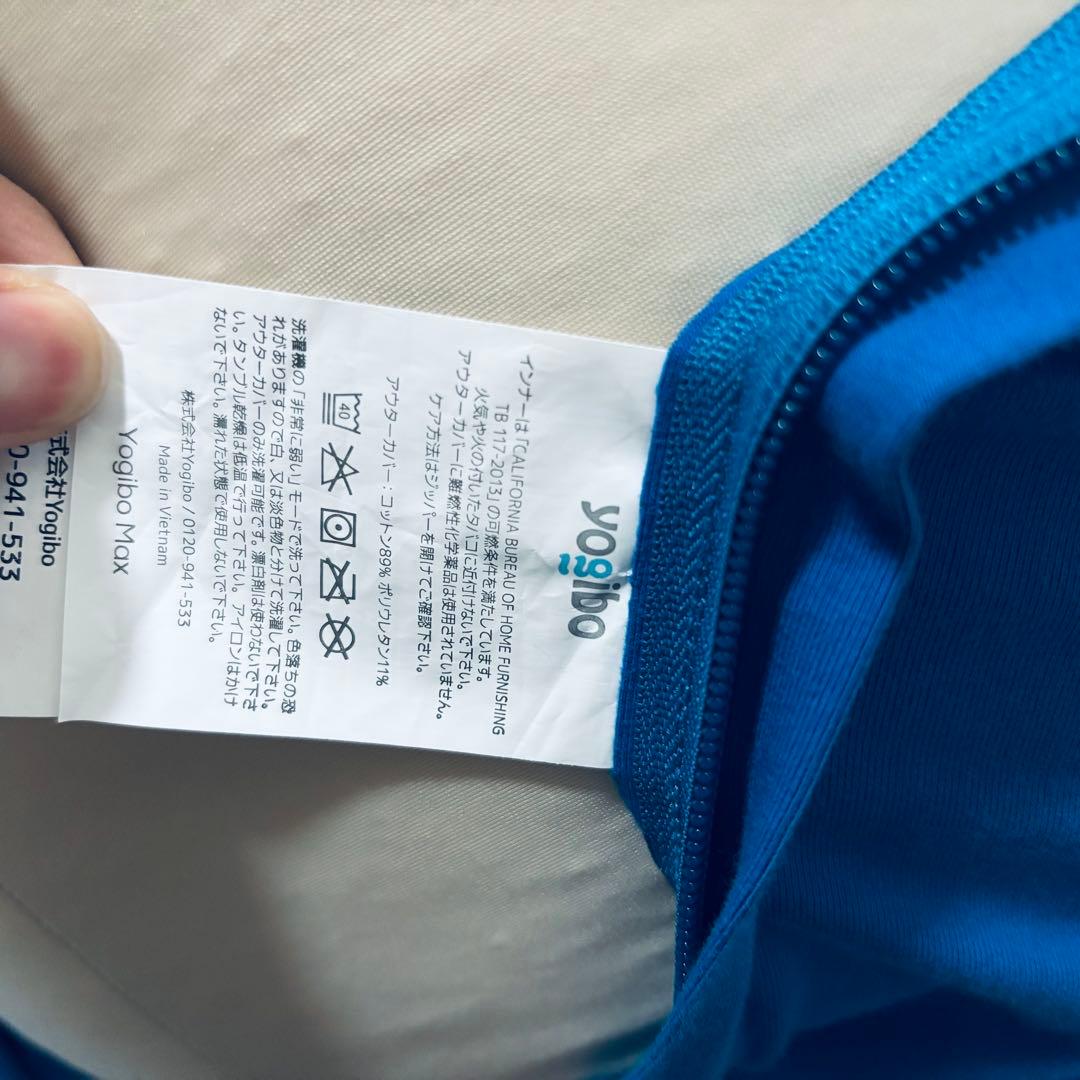 yogibo
インナーは「CALIFORNIA BUREAU OF HOME FURNISHING
TB 117-2013」の可燃条件を満たしています。
火気や火の付いたタバコに近付けないで下さい。
アウターカバーに難燃性化学薬品は使用されていません。
ケア方法はジッパーを開けてご確認下さい。
アウターカバー：コットン89% ポリウレタン11%
40
洗濯機の「非常に弱い」モードで洗って下さい。色落ちの恐
れがありますので白、又は淡色物と分けて洗濯して下さい。
アウターカバーのみ洗濯可能です。漂白剤は使わないで下さ
い。タンブル乾燥は低温で行って下さい。アイロンはかけ
ないで下さい。濡れた状態で使用しないで下さい。
株式会社Yogibo / 0120-941-533
Made in Vietnam
Yogibo Max
式会社Yogibo
0-941-533